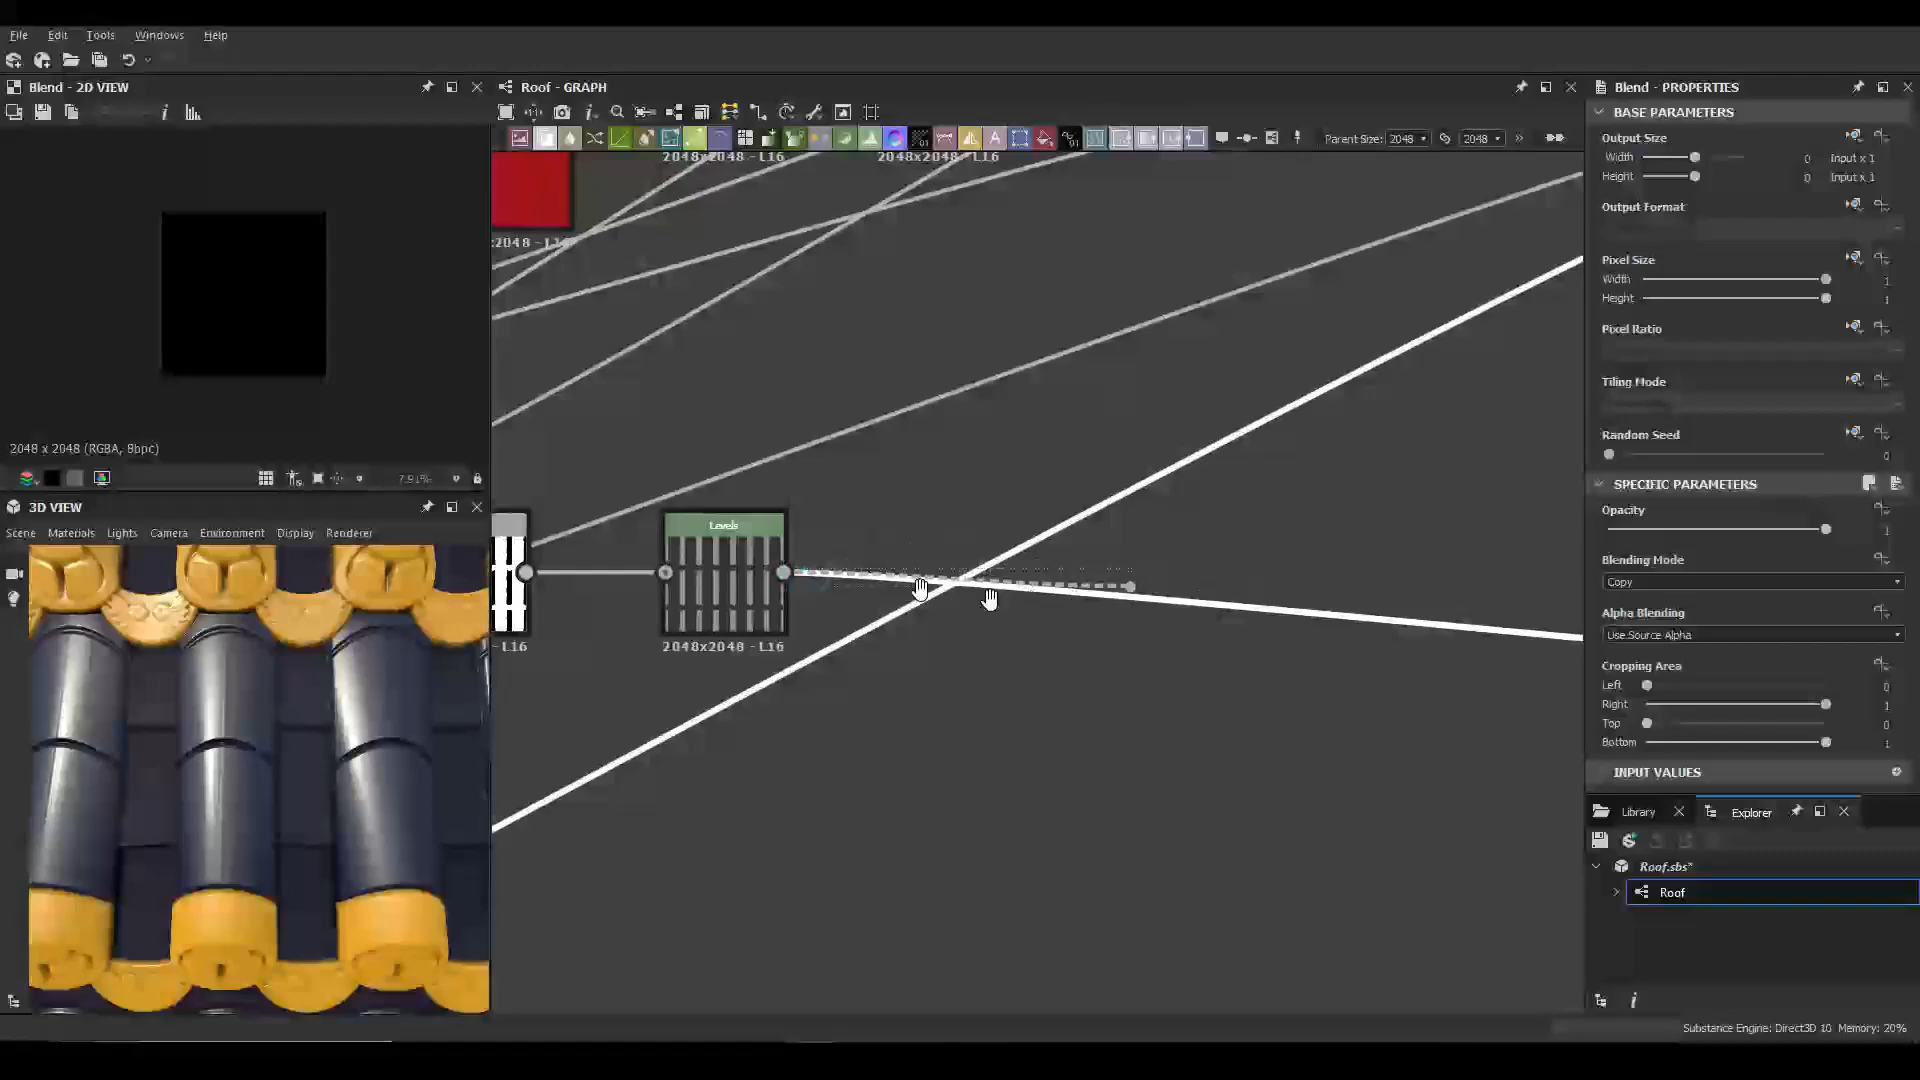 File Edit Tools Windows Help
Blend - 2D VIEW
Roof - GRAPH
Blend - PROPERTIES
BASE PARAMETERS
Parent Size: 2048 2048
Output Size
Width 0 Input x 1
Height 0 Input x 1
2048x2048 - L16
2048x2048 - L16
Output Format
:2048 - L16
Pixel Size
Width 1
Height 1
Pixel Ratio
Tiling Mode
Random Seed
0
2048 x 2048 (RGBA, 8bpc)
7.91%
SPECIFIC PARAMETERS
3D VIEW
Scene Materials Lights Camera Environment Display Renderer
Levels
- L16
2048x2048 - L16
Opacity
1
Blending Mode
Copy
Alpha Blending
Use Source Alpha
Cropping Area
Left 0
Right 1
Top 0
Bottom 1
INPUT VALUES
Library
Explorer
Roof.sbs*
Roof
Substance Engine: Direct3D 10 Memory: 20%